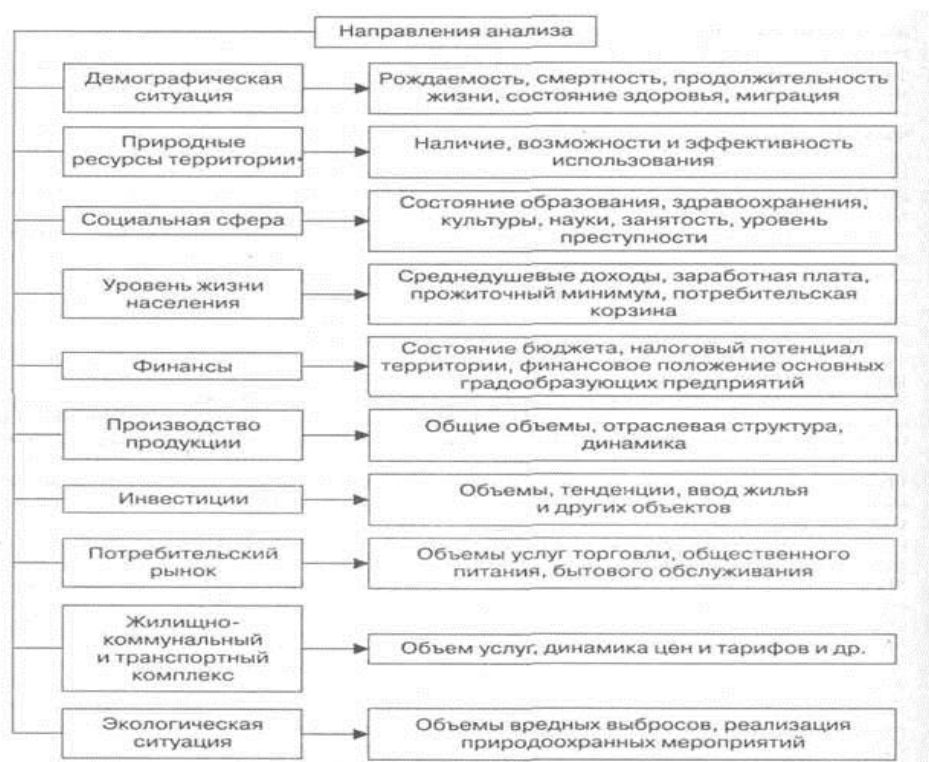 Направления анализа
Демографическая
ситуация
Рождаемость, смертность, продолжительность
жизни, состояние здоровья, миграция
Природные
ресурсы территории
Наличие, возможности и эффективность
использования
Социальная сфера
Состояние образования, здравоохранения,
культуры, науки, занятость, уровень
преступности
Уровень жизни
населения
Среднедушевые доходы, заработная плата,
прожиточный минимум, потребительская
корзина
Финансы
Состояние бюджета, налоговый потенциал
территории, финансовое положение основных
градообразующих предприятий
Производство
продукции
Общие объемы, отраслевая структура,
динамика
Инвестиции
Объемы, тенденции, ввод жилья
и других объектов
Потребительский
рынок
Объемы услуг торговли, общественного
питания, бытового обслуживания
Жилищно-
коммунальный
и транспортный
комплекс
Объем услуг, динамика цен и тарифов и др.
Экологическая
ситуация
Объемы вредных выбросов, реализация
природоохранных мероприятий